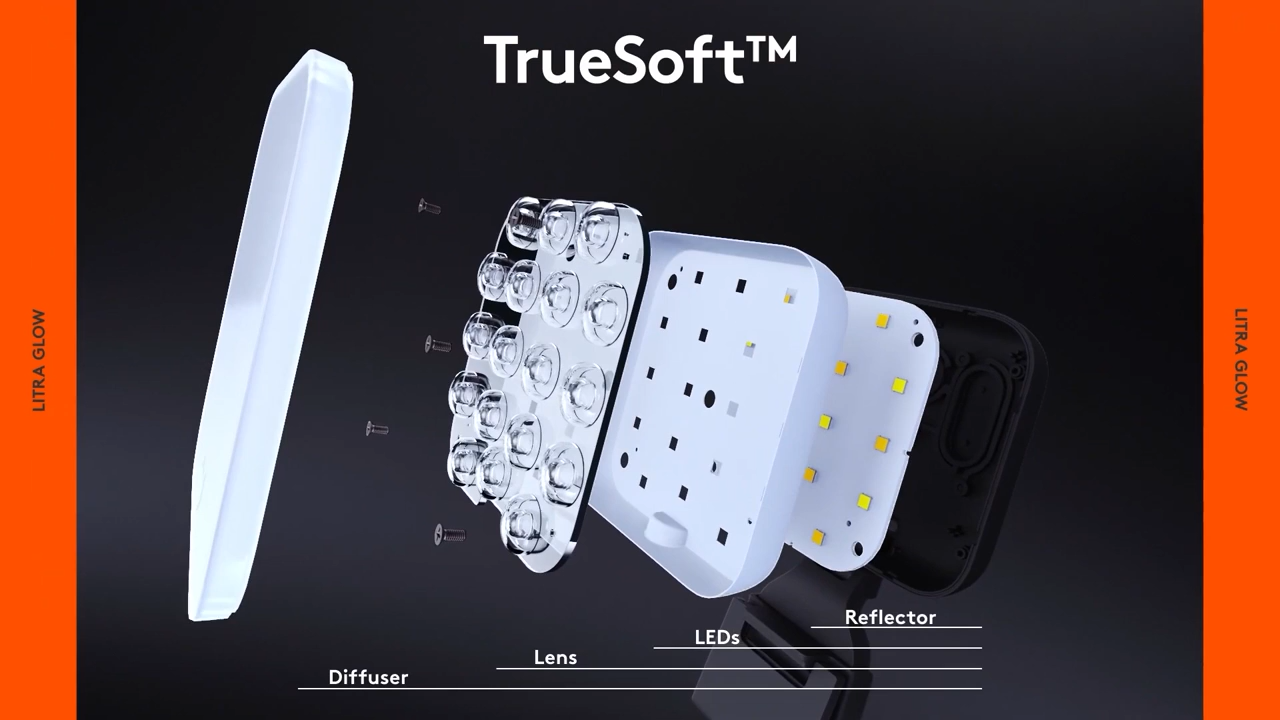 TrueSoft™
LITRA GLOW
LITRA GLOW
Reflector
LEDs
Lens
Diffuser